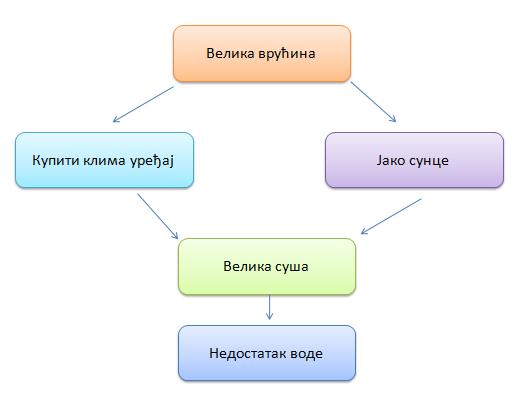 Велика врућина
Купити клима уређај
Јако сунце
Велика суша
Недостатак воде